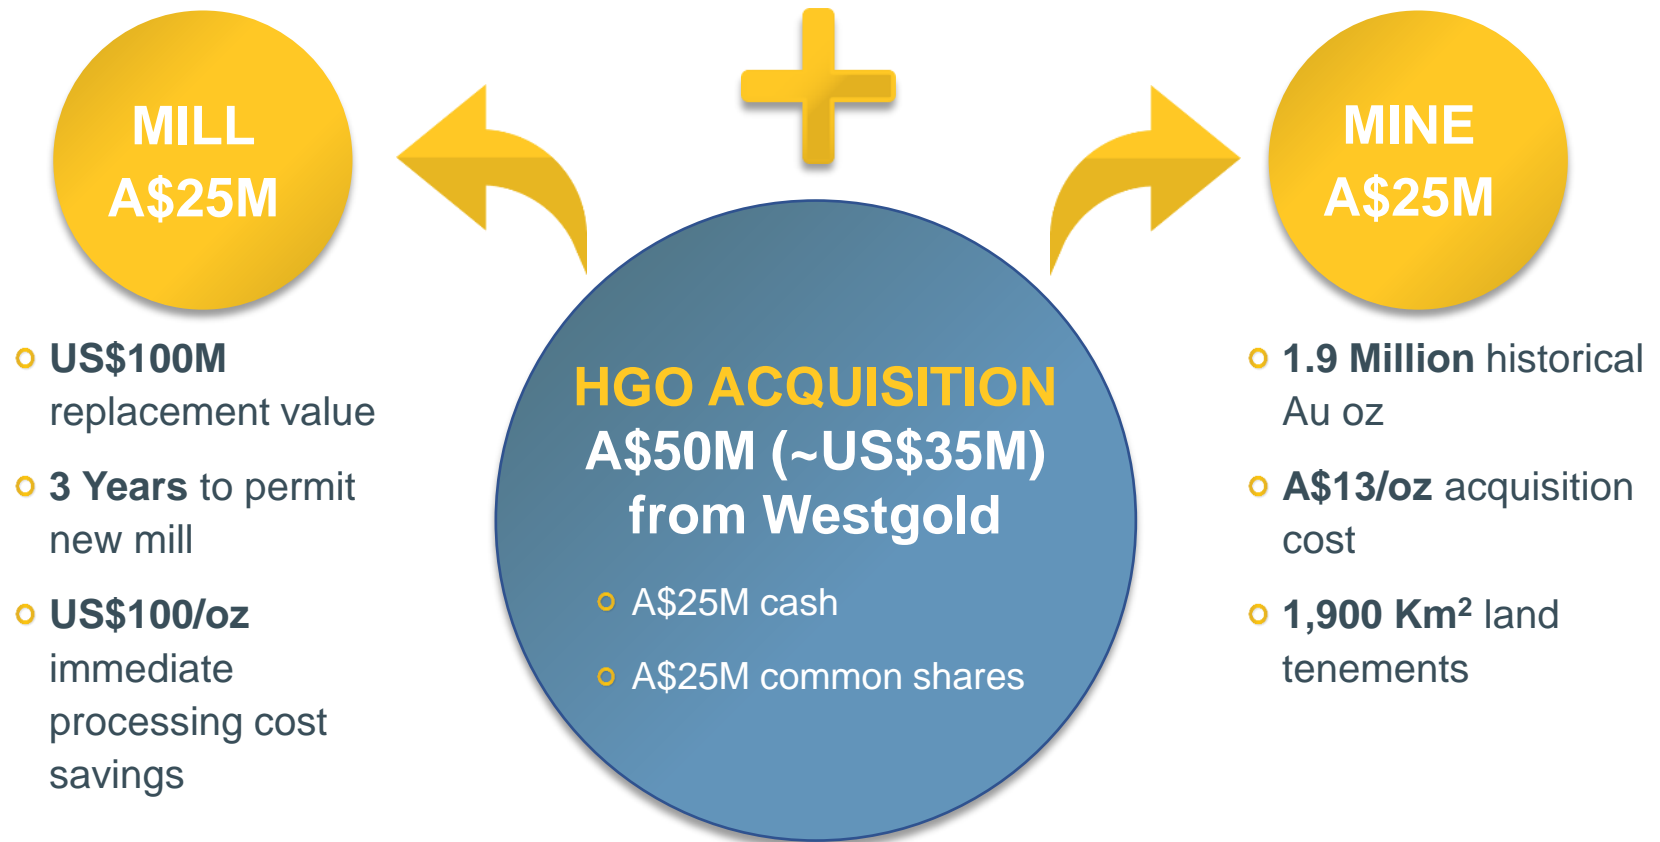 MILL
A$25M
US$100M
replacement value
3 Years to permit
new mill
US$100/oz
immediate
processing cost
savings
HGO ACQUISITION
A$50M (~US$35M)
from Westgold
A$25M cash
A$25M common shares
MINE
A$25M
1.9 Million historical
Au oz
A$13/oz acquisition
cost
1,900 Km² land
tenements